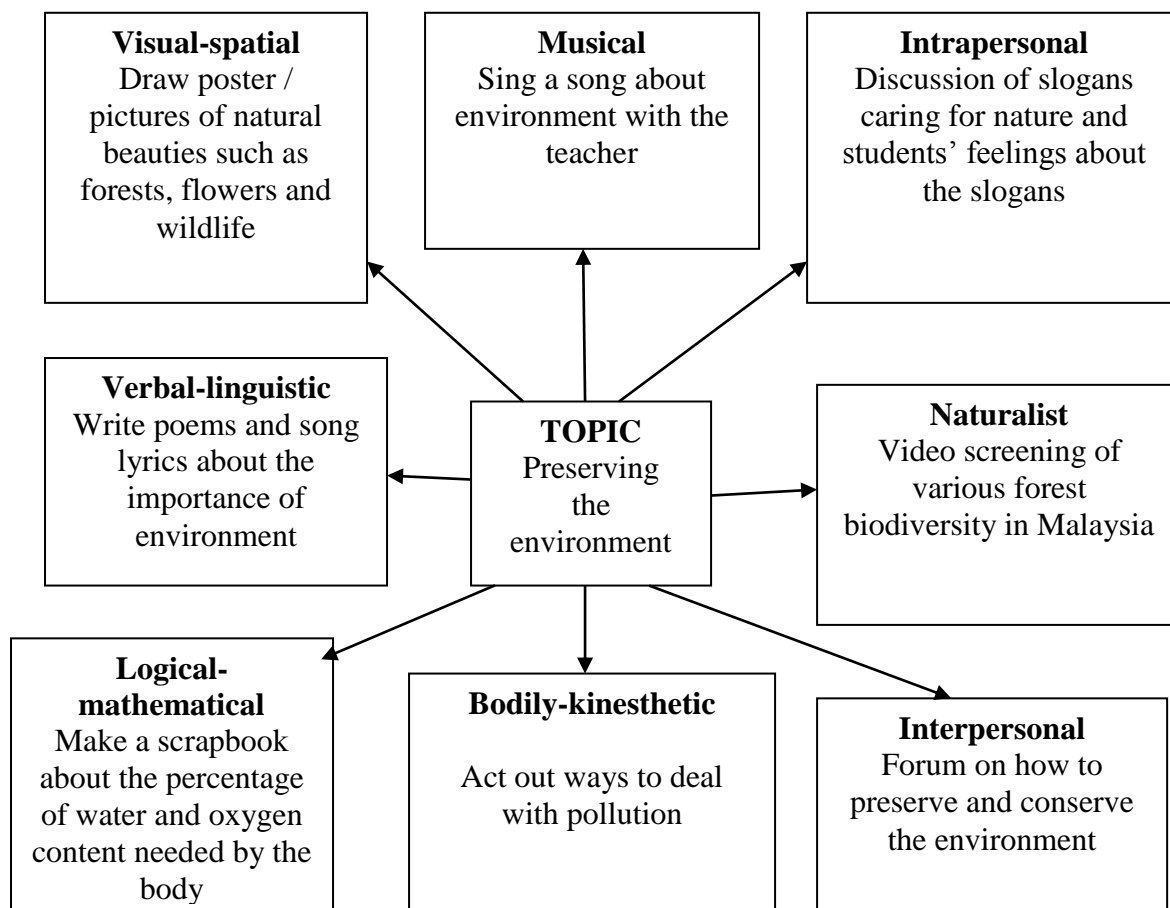 Visual-spatial
Draw poster /
pictures of natural
beauties such as
forests, flowers and
wildlife
Musical
Sing a song about
environment with the
teacher
Intrapersonal
Discussion of slogans
caring for nature and
students’ feelings about
the slogans
Verbal-linguistic
Write poems and song
lyrics about the
importance of
environment
TOPIC
Preserving
the
environment
Naturalist
Video screening of
various forest
biodiversity in Malaysia
Logical-
mathematical
Make a scrapbook
about the percentage
of water and oxygen
content needed by the
body
Bodily-kinesthetic
Act out ways to deal
with pollution
Interpersonal
Forum on how to
preserve and conserve
the environment